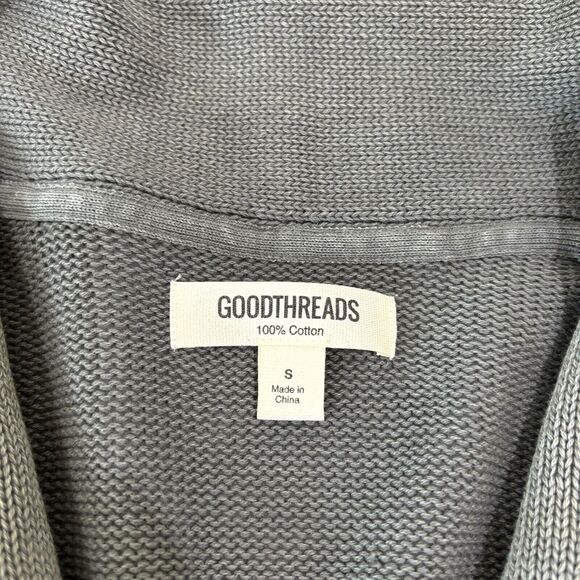 GOODTHREADS
100% Cotton
S
Made in
China